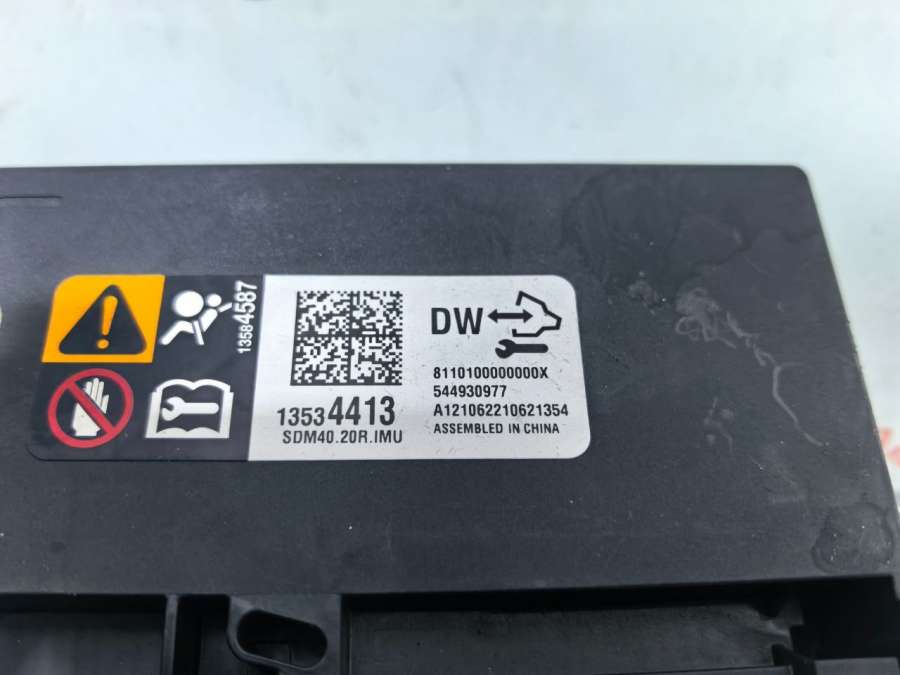 13584587
DW
13534413
SDM40.20R.IMU
8110100000000X
544930977
A121062210621354
ASSEMBLED IN CHINA